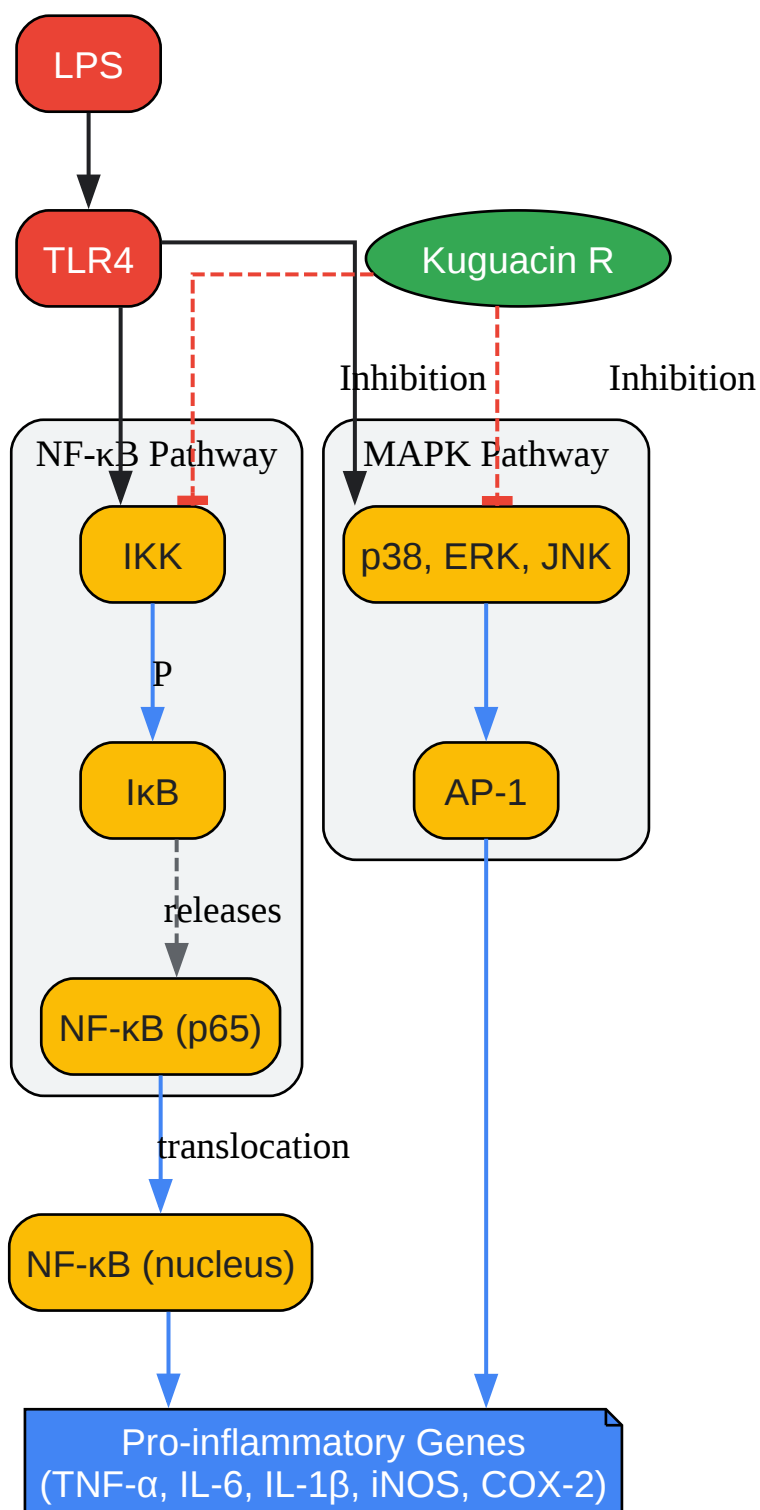 LPS
TLR4
Kuguacin R
Inhibition
Inhibition
NF-κB Pathway
MAPK Pathway
IKK
p38, ERK, JNK
P
IκB
AP-1
releases
NF-κB (p65)
translocation
NF-κB (nucleus)
Pro-inflammatory Genes
(TNF-α, IL-6, IL-1β, iNOS, COX-2)